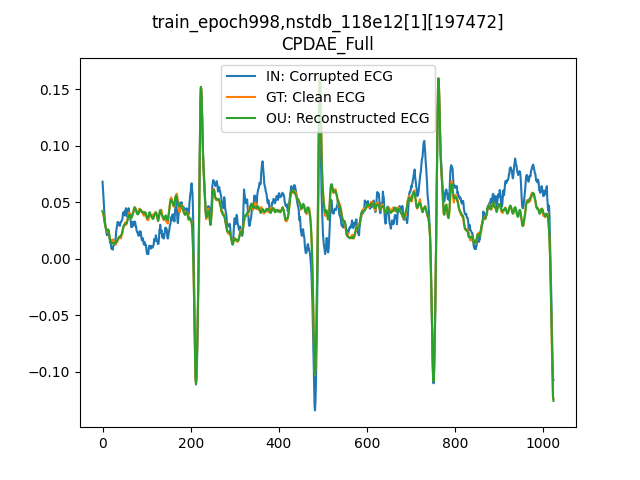 train_epoch998,nstdb_118e12[1][197472]
CPDAE_Full
IN: Corrupted ECG
GT: Clean ECG
OU: Reconstructed ECG
0.15
0.10
0.05
0.00
−0.05
−0.10
0 200 400 600 800 1000